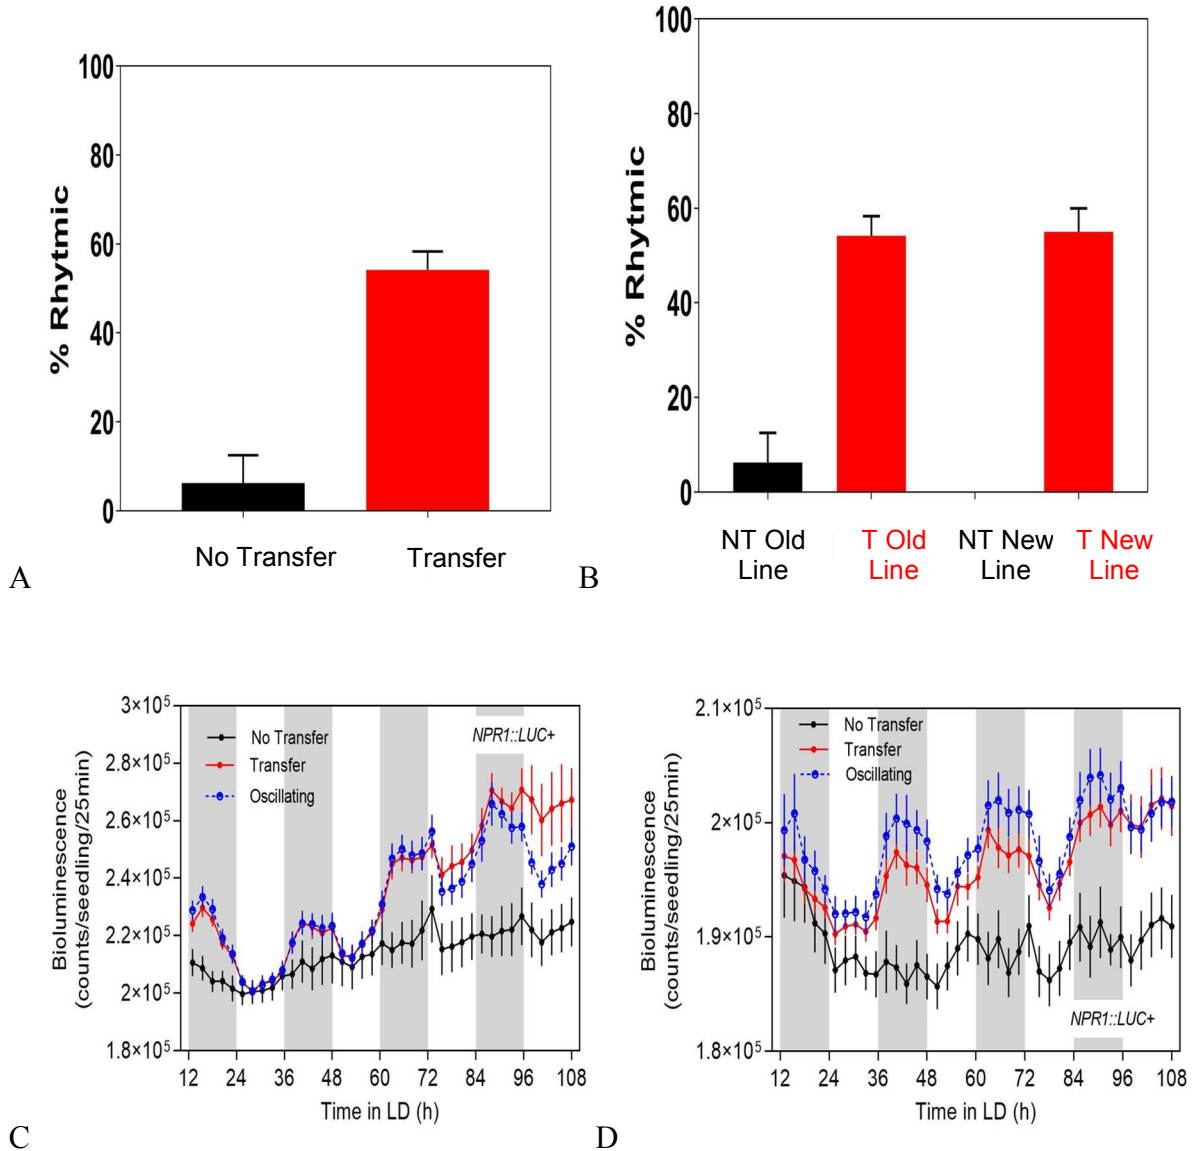 100
80
60
40
20
0
% Rhytmic
No Transfer
Transfer
A
100
80
60
40
20
0
% Rhytmic
NT Old
Line
T Old
Line
NT New
Line
T New
Line
B
3×10⁵
2.8×10⁵
2.6×10⁵
2.4×10⁵
2.2×10⁵
2×10⁵
1.8×10⁵
Bioluminescence
(counts/seedling/25min)
No Transfer
Transfer
Oscillating
NPR1::LUC+
12 24 36 48 60 72 84 96 108
Time in LD (h)
C
2.1×10⁵
2×10⁵
1.9×10⁵
1.8×10⁵
Bioluminescence
(counts/seedling/25min)
No Transfer
Transfer
Oscillating
NPR1::LUC+
12 24 36 48 60 72 84 96 108
Time in LD (h)
D